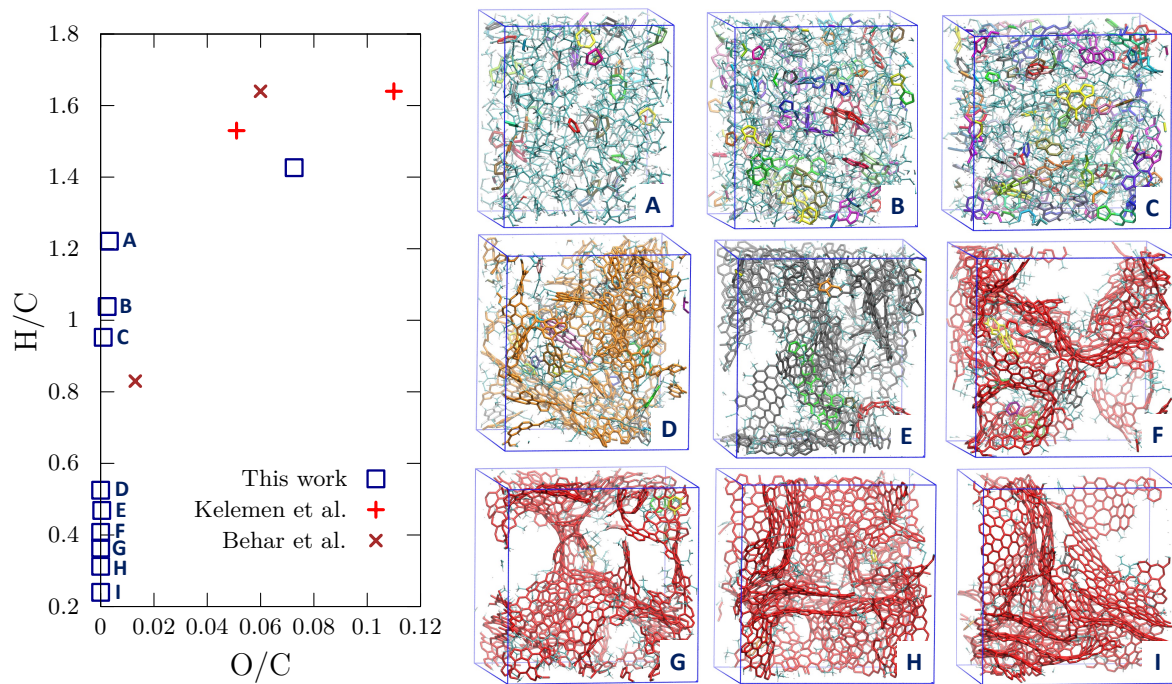 1.8
1.6
1.4
1.2
1
0.8
0.6
0.4
0.2
H/C
A
B
C
D
E
F
G
H
I
This work
Kelemen et al.
Behar et al.
0 0.02 0.04 0.06 0.08 0.10 0.12
O/C
A B C
D E F
G H I